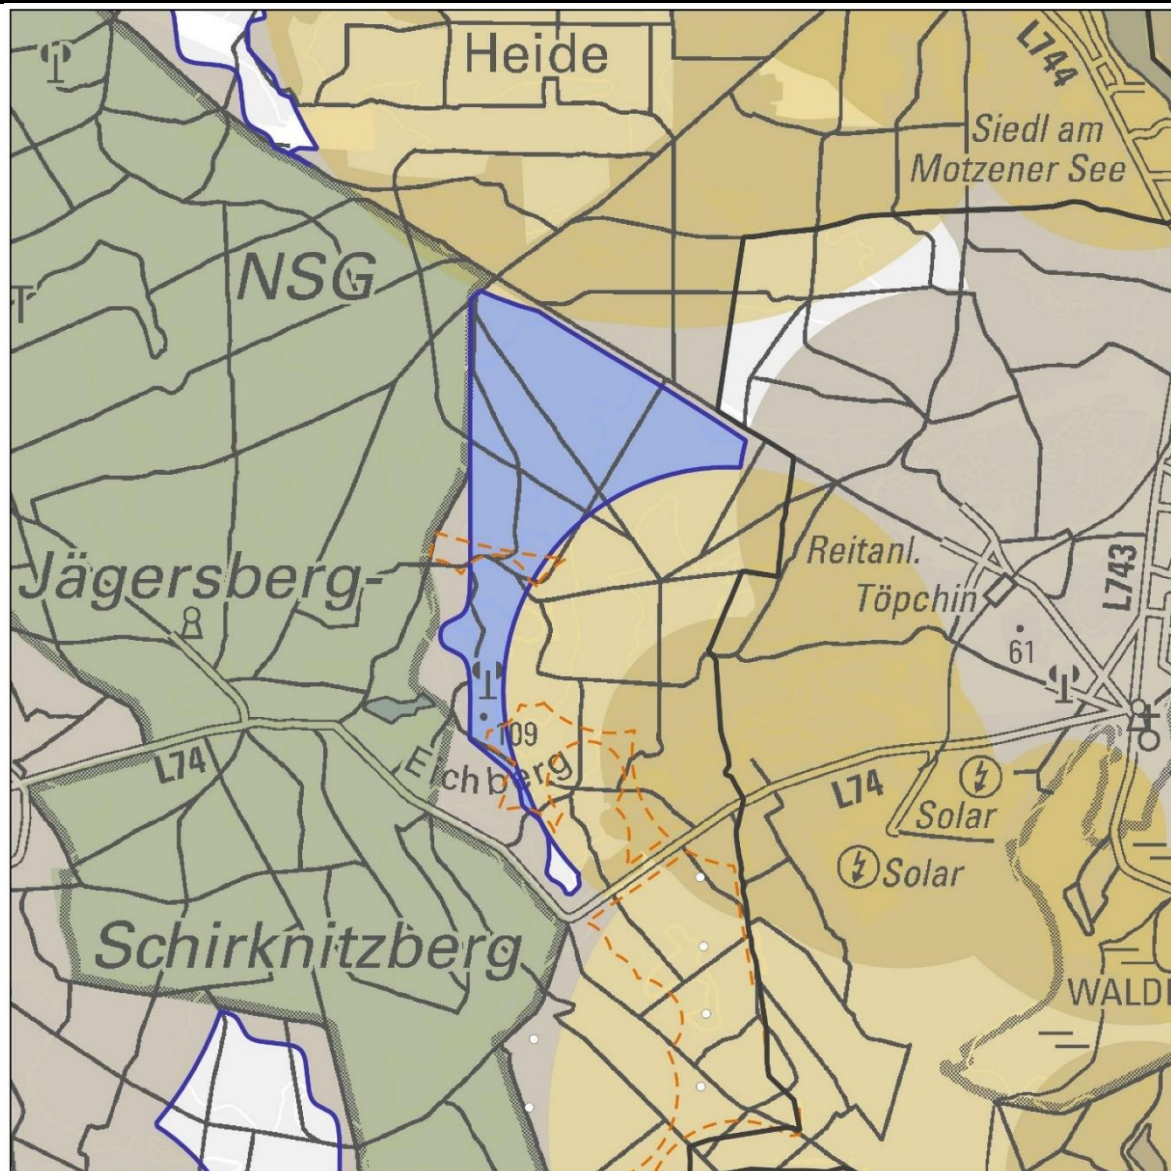 Heide
L744
Siedl am
Motzener See
NSG
Jägersberg-
Reitanl.
Töpchin
L743
61
109
Eichberg
L74
L74
Solar
Solar
Schirknitzberg
WALD